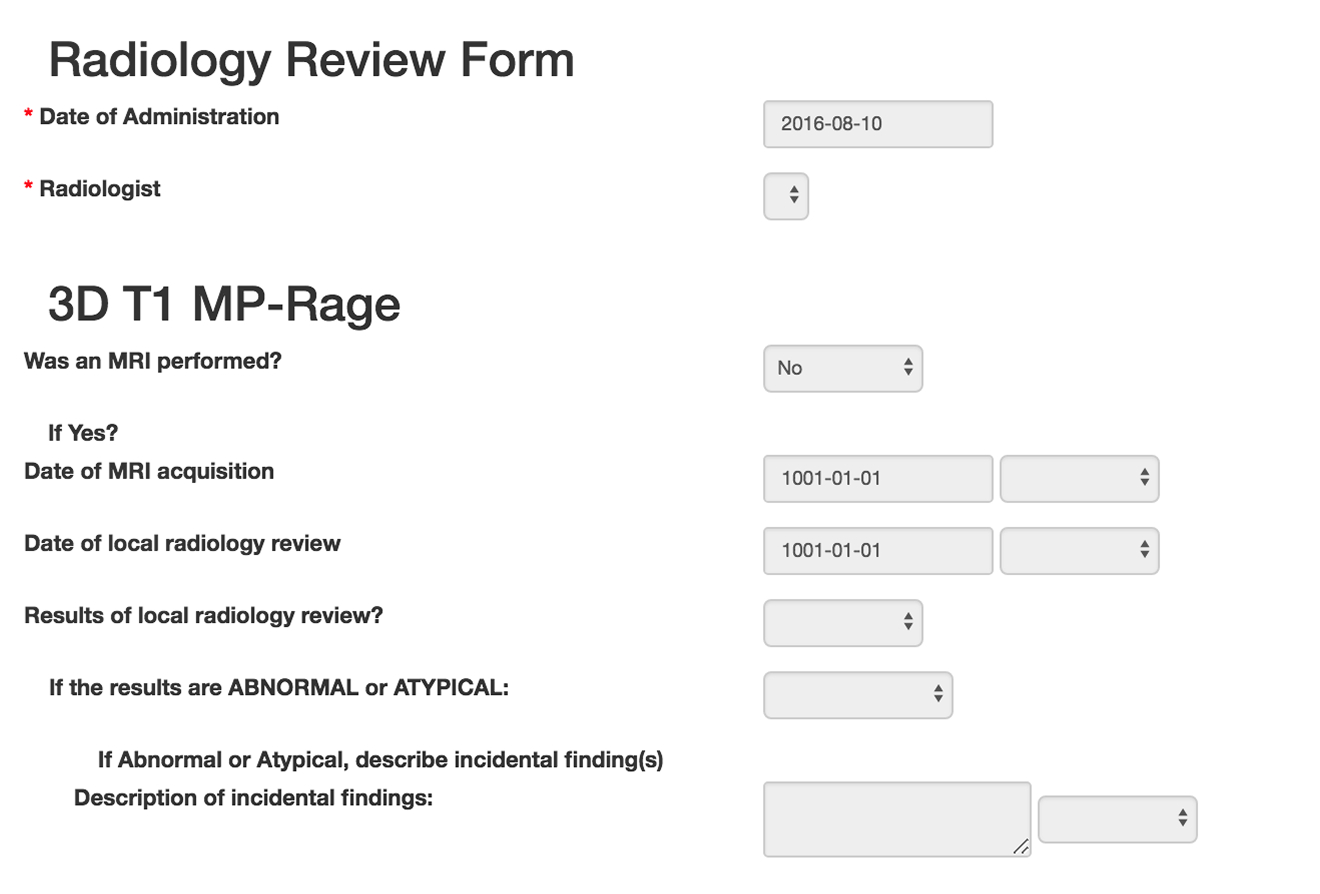 Radiology Review Form
* Date of Administration 2016-08-10
* Radiologist
3D T1 MP-Rage
Was an MRI performed? No
If Yes?
Date of MRI acquisition 1001-01-01
Date of local radiology review 1001-01-01
Results of local radiology review?
If the results are ABNORMAL or ATYPICAL:
If Abnormal or Atypical, describe incidental finding(s)
Description of incidental findings: